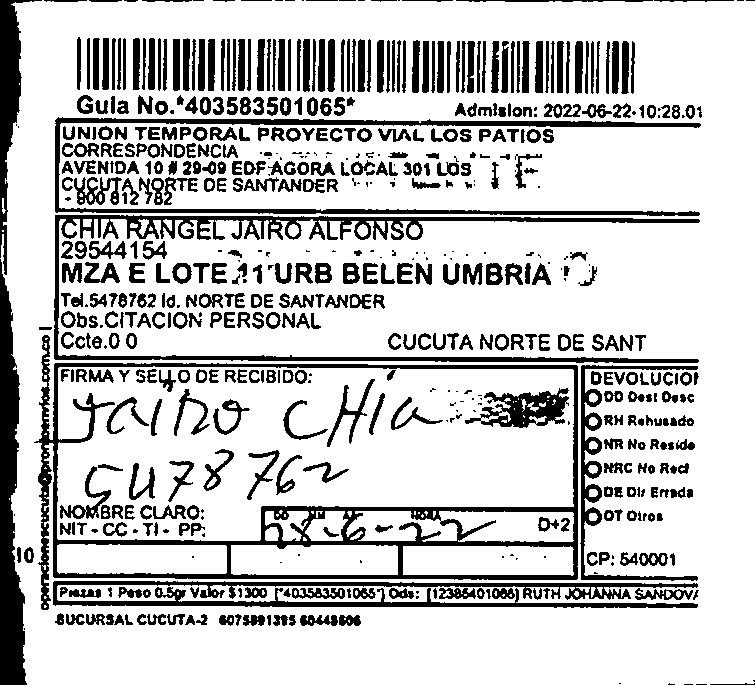 Guia No.*403583501065*
Admision: 2022-06-22-10:28.01
UNION TEMPORAL PROYECTO VIAL LOS PATIOS
CORRESPONDENCIA
AVENIDA 10 # 29-09 EDF AGORA LOCAL 301 LOS
CUCUTA NORTE DE SANTANDER
- 900 812 782
CHIA RANGEL JAIRO ALFONSO
29544154
MZA E LOTE 11 URB BELEN UMBRIA
Tel.5478762 Id. NORTE DE SANTANDER
Obs.CITACION PERSONAL
Ccte.0 0
CUCUTA NORTE DE SANT
FIRMA Y SELLO DE RECIBIDO:
Jairo CHia
5478762
NOMBRE CLARO:
NIT - CC - TI - PP:
DD MM AA HORA
28-6-22
D+2
DEVOLUCION
DD Dest Desc
RH Rehusado
NR No Reside
NRC No Recl
DE Dir Errada
OT Otros
CP: 540001
10
operacionescucuta@prontoenvios.com.co
Piezas 1 Peso 0.5gr Valor $1300 [*403583501065*] Ods: [12385401065] RUTH JOHANNA SANDOVA
SUCURSAL CUCUTA-2